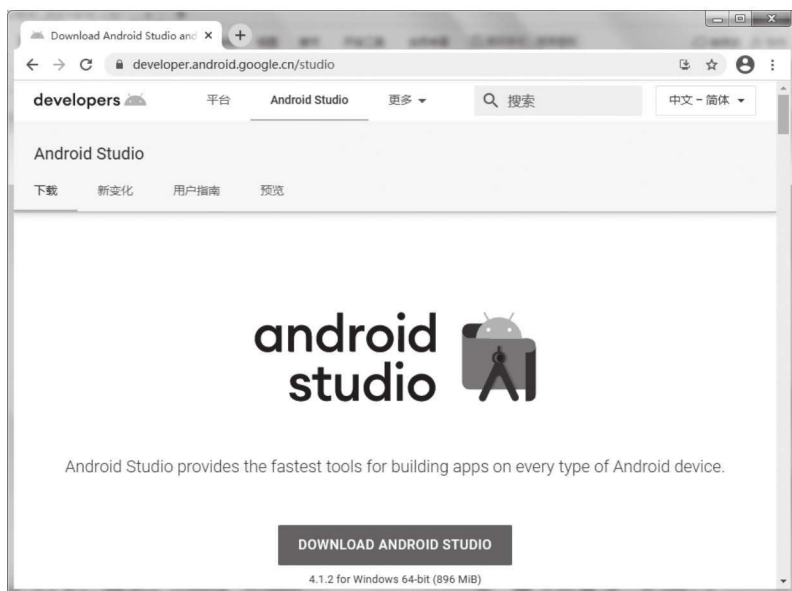 Download Android Studio and
developer.android.google.cn/studio
developers 平台 Android Studio 更多 搜索 中文 – 简体
Android Studio
下载 新变化 用户指南 预览
android
studio
Android Studio provides the fastest tools for building apps on every type of Android device.
DOWNLOAD ANDROID STUDIO
4.1.2 for Windows 64-bit (896 MiB)